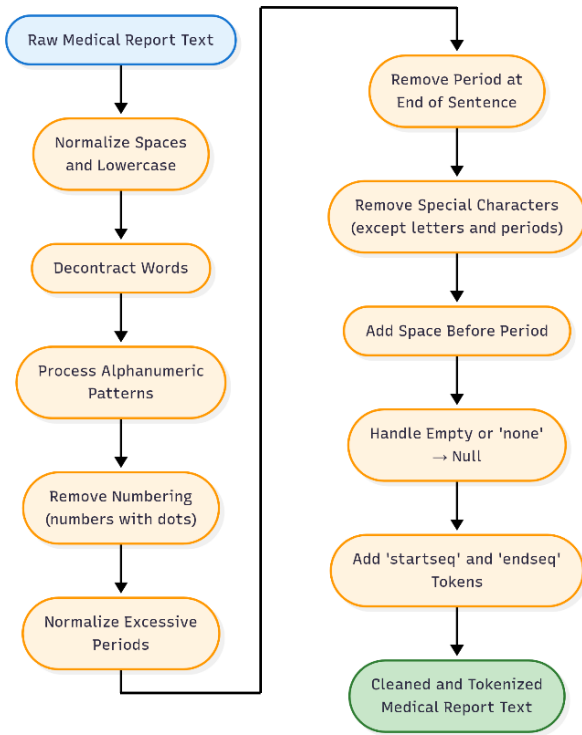 Raw Medical Report Text
Normalize Spaces
and Lowercase
Decontract Words
Process Alphanumeric
Patterns
Remove Numbering
(numbers with dots)
Normalize Excessive
Periods
Remove Period at
End of Sentence
Remove Special Characters
(except letters and periods)
Add Space Before Period
Handle Empty or 'none'
→ Null
Add 'startseq' and 'endseq'
Tokens
Cleaned and Tokenized
Medical Report Text